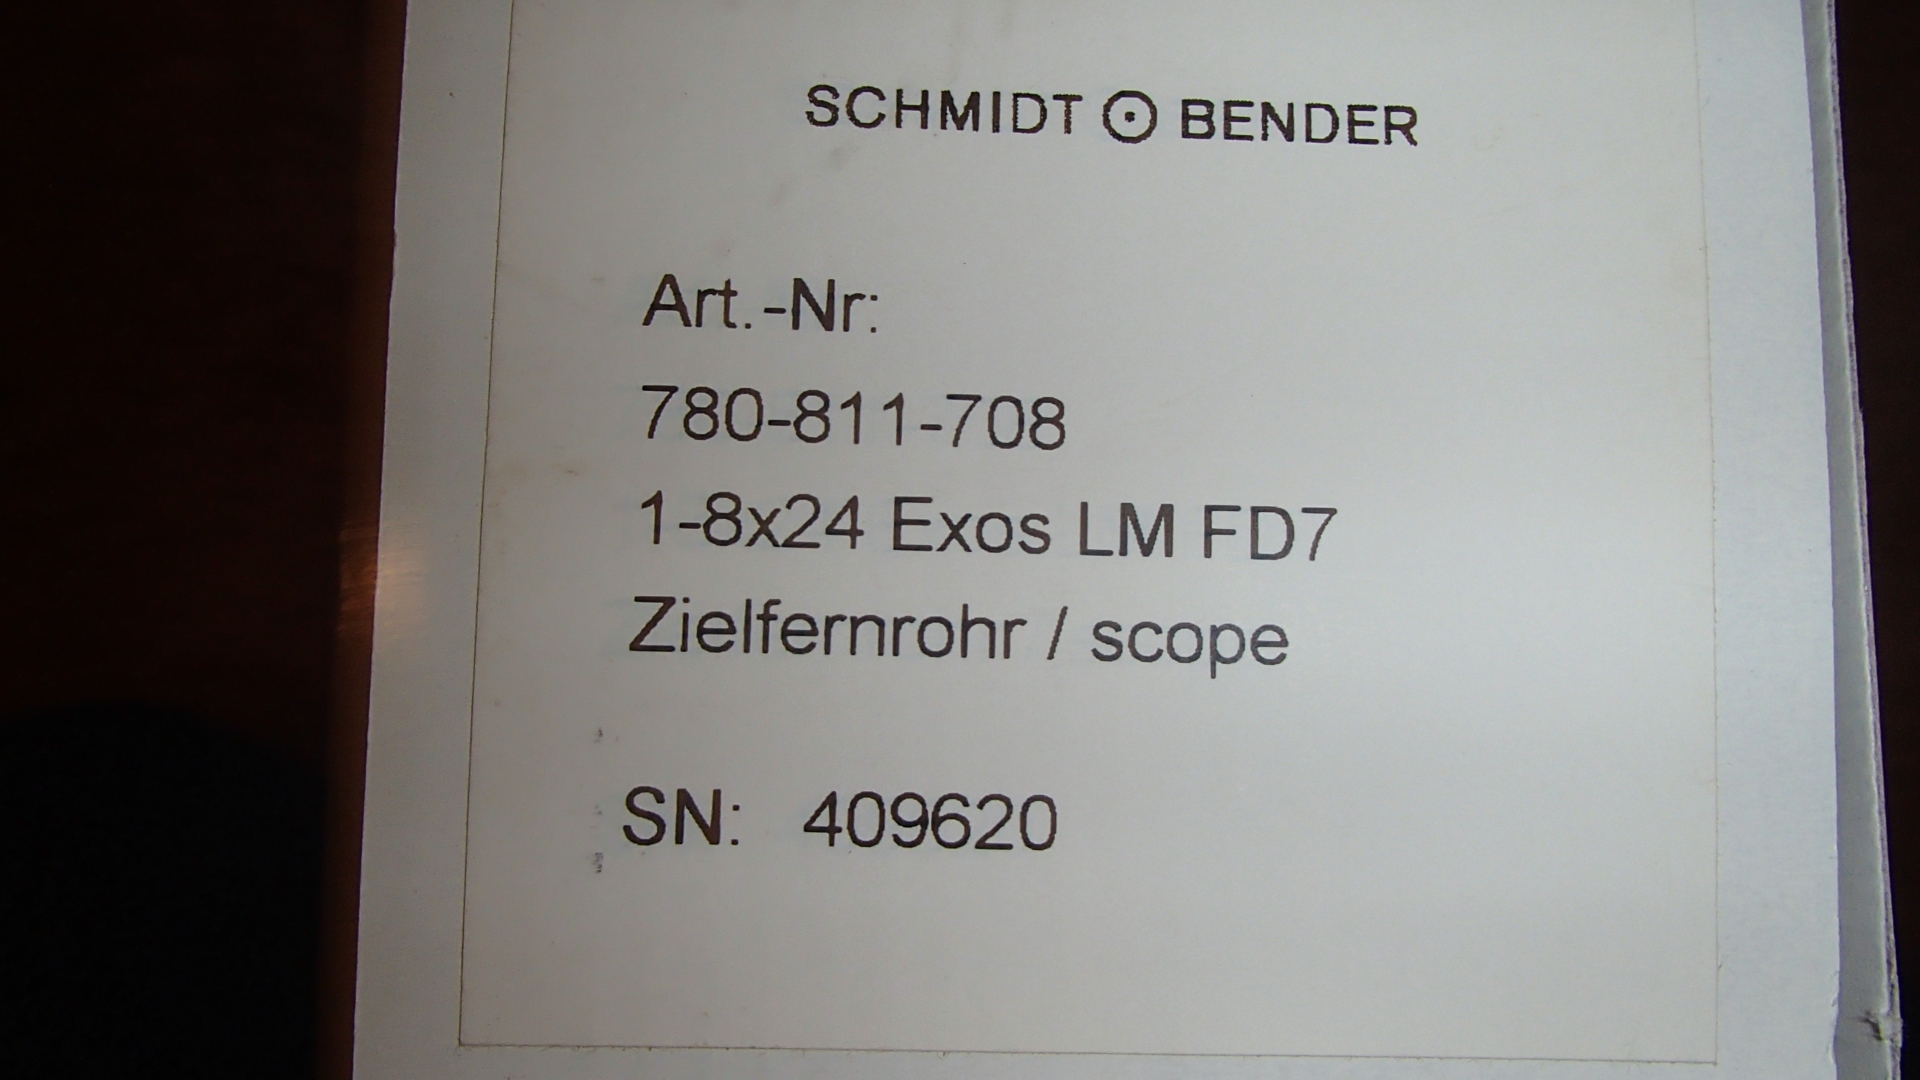 SCHMIDT ⊙ BENDER
Art.-Nr:
780-811-708
1-8x24 Exos LM FD7
Zielfernrohr / scope
SN: 409620